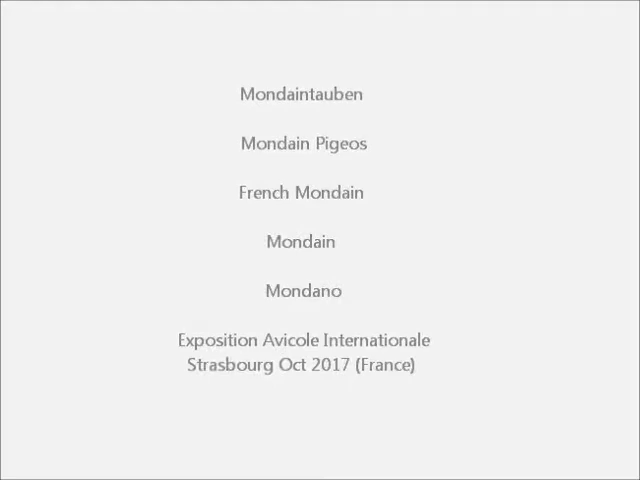 Mondaintauben
Mondain Pigeos
French Mondain
Mondain
Mondano
Exposition Avicole Internationale
Strasbourg Oct 2017 (France)